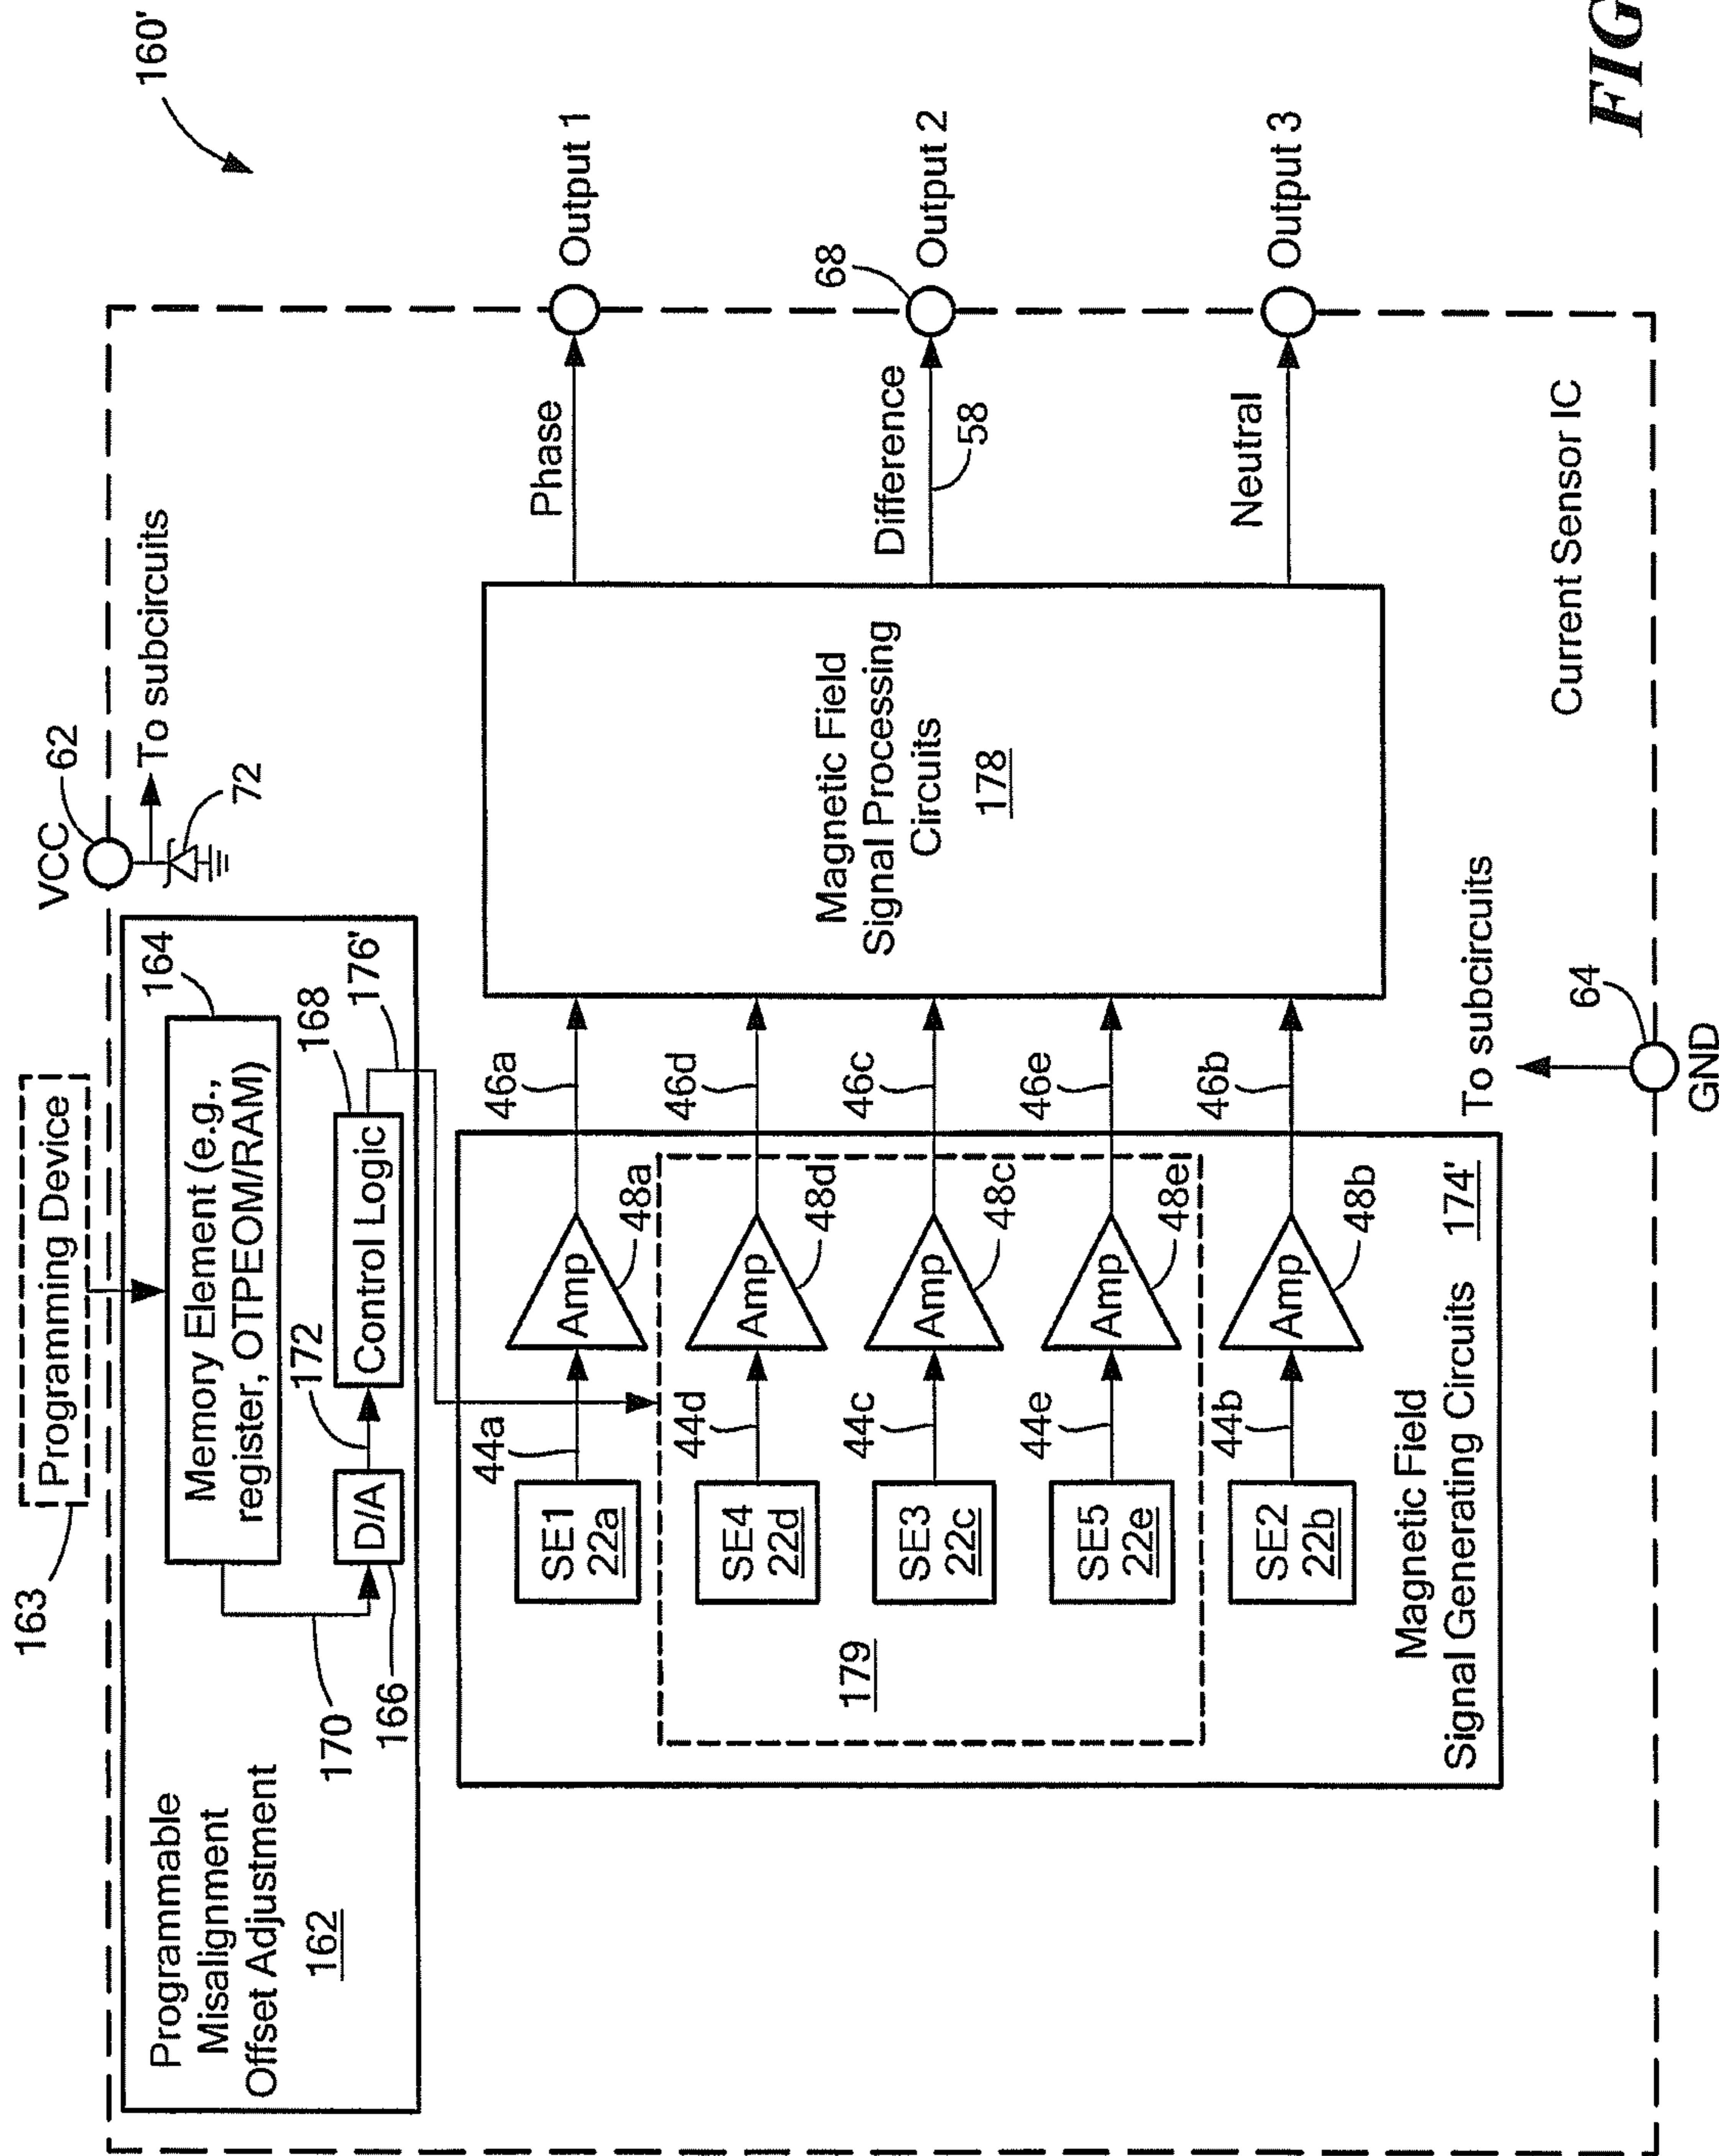 160'
163
Programming Device
VCC
62
To subcircuits
72
Programmable
Misalignment
Offset Adjustment
162
Memory Element (e.g.,
register, OTPEOM/RAM)
164
170
D/A
166
172
Control Logic
168
176'
SE1
22a
44a
Amp
48a
46a
SE4
22d
44d
Amp
48d
46d
179
SE3
22c
44c
Amp
48c
46c
SE5
22e
44e
Amp
48e
46e
SE2
22b
44b
Amp
48b
46b
Magnetic Field
Signal Generating Circuits
174'
Magnetic Field
Signal Processing
Circuits
178
Phase
Output 1
Difference
58
68
Output 2
Neutral
Output 3
To subcircuits
64
GND
Current Sensor IC
FIG